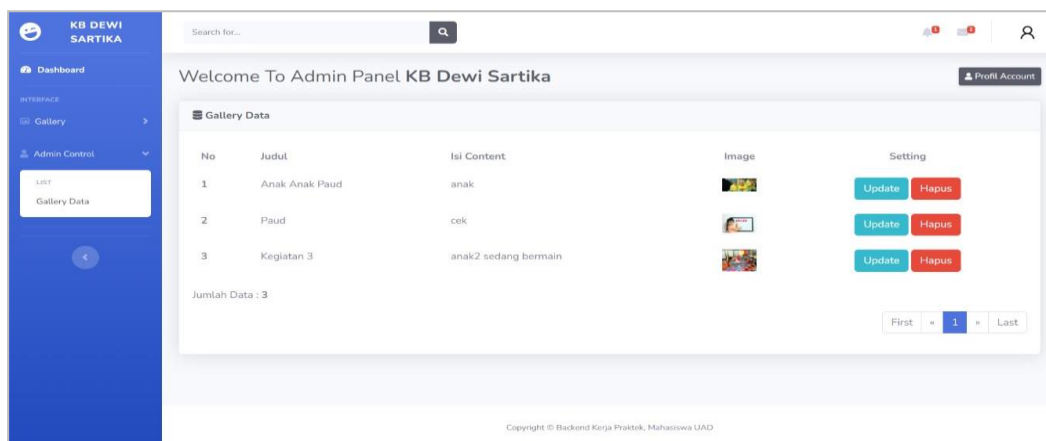 KB DEWI
SARTIKA
Search for...
Dashboard
Welcome To Admin Panel KB Dewi Sartika
Profil Account
INTERFACE
Gallery
Admin Control
LIST
Gallery Data
Gallery Data
No Judul Isi Content Image Setting
1 Anak Anak Paud anak Update Hapus
2 Paud cek Update Hapus
3 Kegiatan 3 anak2 sedang bermain Update Hapus
Jumlah Data : 3
First « 1 » Last
Copyright © Backend Kerja Praktek, Mahasiswa UAD